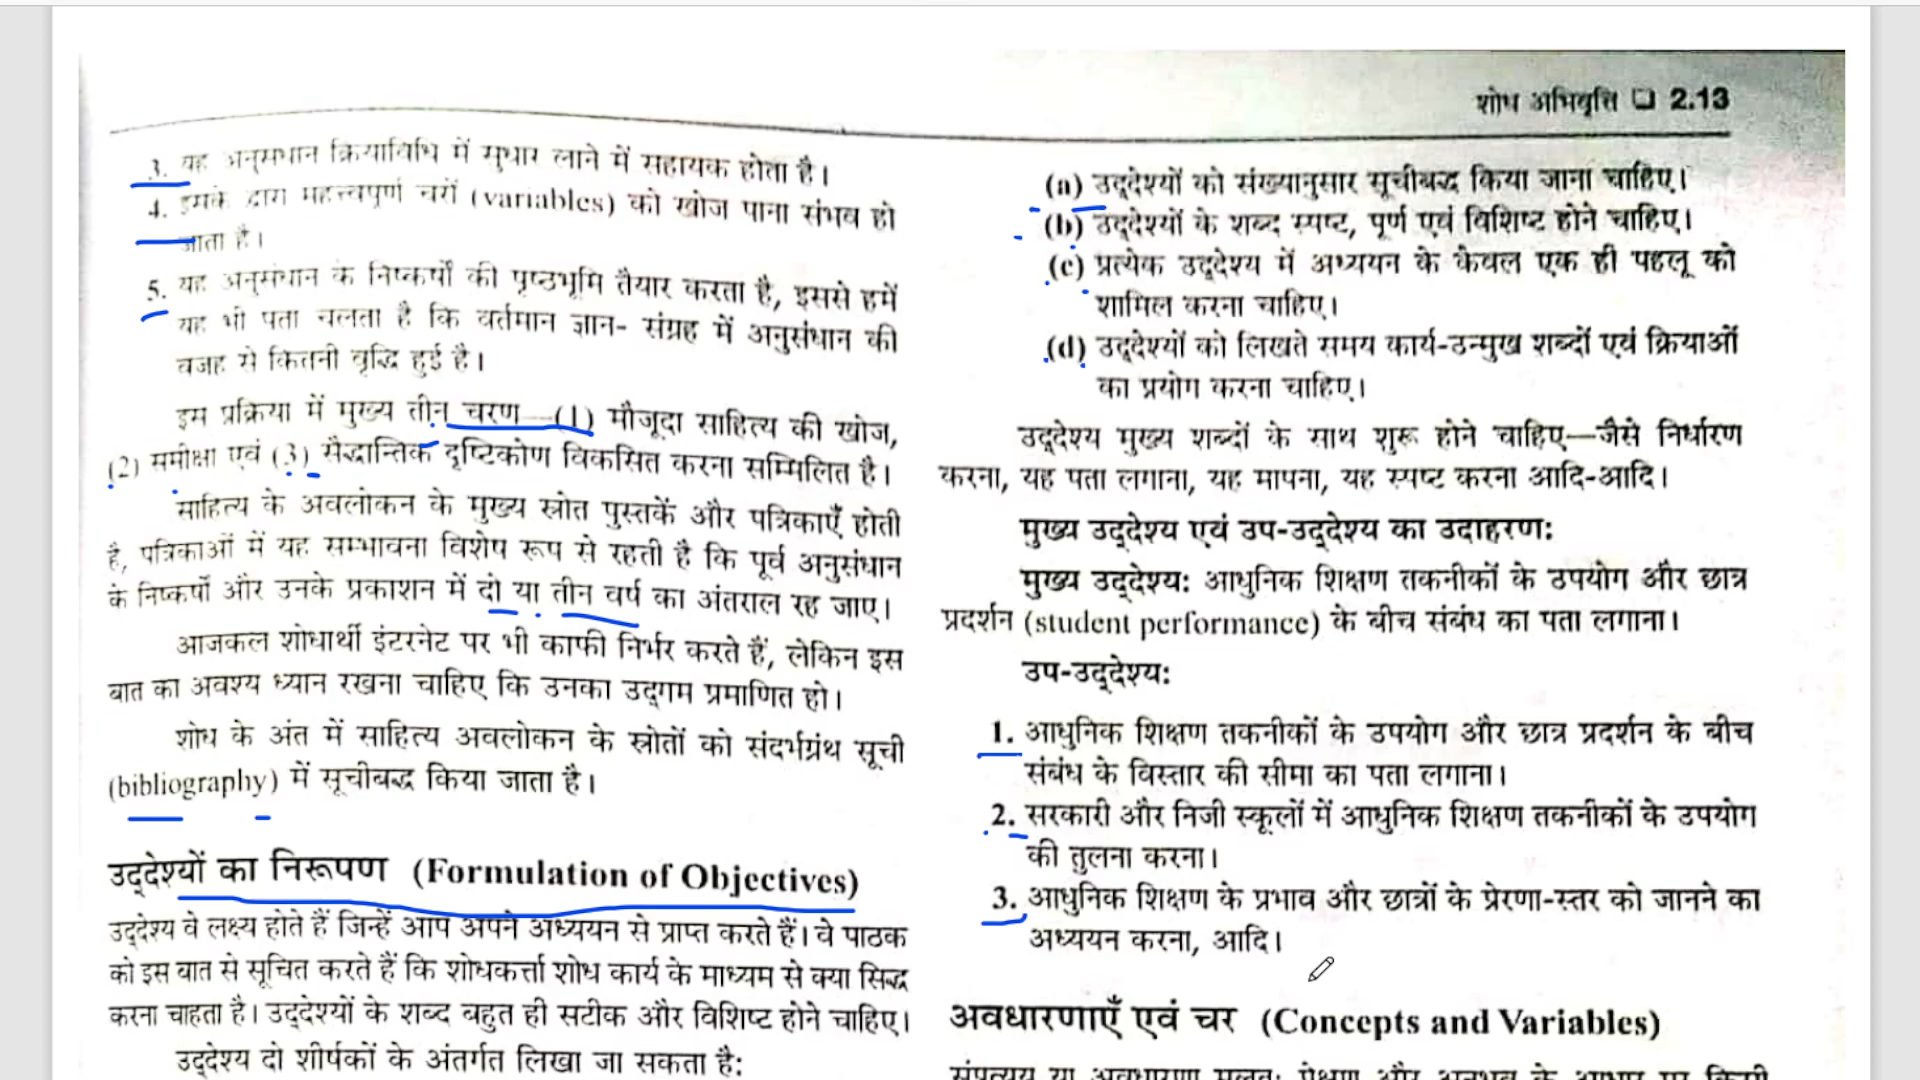 शोध अभिवृत्ति ❑ 2.13
3. यह अनुसंधान क्रियाविधि में सुधार लाने में सहायक होता है।
4. इसके द्वारा महत्त्वपूर्ण चरों (variables) को खोज पाना संभव हो
जाता है।
5. यह अनुसंधान के निष्कर्षों की पृष्ठभूमि तैयार करता है, इससे हमें
यह भी पता चलता है कि वर्तमान ज्ञान- संग्रह में अनुसंधान की
वजह से कितनी वृद्धि हुई है।
इस प्रक्रिया में मुख्य तीन चरण—(1) मौजूदा साहित्य की खोज,
(2) समीक्षा एवं (3) सैद्धान्तिक दृष्टिकोण विकसित करना सम्मिलित है।
साहित्य के अवलोकन के मुख्य स्रोत पुस्तकें और पत्रिकाएँ होती
है, पत्रिकाओं में यह सम्भावना विशेष रूप से रहती है कि पूर्व अनुसंधान
के निष्कर्षों और उनके प्रकाशन में दो या तीन वर्ष का अंतराल रह जाए।
आजकल शोधार्थी इंटरनेट पर भी काफी निर्भर करते हैं, लेकिन इस
बात का अवश्य ध्यान रखना चाहिए कि उनका उद्‌गम प्रमाणित हो।
शोध के अंत में साहित्य अवलोकन के स्रोतों को संदर्भग्रंथ सूची
(bibliography) में सूचीबद्ध किया जाता है।
उद्‌देश्यों का निरूपण (Formulation of Objectives)
उद्‌देश्य वे लक्ष्य होते हैं जिन्हें आप अपने अध्ययन से प्राप्त करते हैं। वे पाठक
को इस बात से सूचित करते हैं कि शोधकर्त्ता शोध कार्य के माध्यम से क्या सिद्ध
करना चाहता है। उद्‌देश्यों के शब्द बहुत ही सटीक और विशिष्ट होने चाहिए।
उद्‌देश्य दो शीर्षकों के अंतर्गत लिखा जा सकता है:
(a) उद्‌देश्यों को संख्यानुसार सूचीबद्ध किया जाना चाहिए।
(b) उद्‌देश्यों के शब्द स्पष्ट, पूर्ण एवं विशिष्ट होने चाहिए।
(c) प्रत्येक उद्‌देश्य में अध्ययन के केवल एक ही पहलू को
शामिल करना चाहिए।
(d) उद्‌देश्यों को लिखते समय कार्य-उन्मुख शब्दों एवं क्रियाओं
का प्रयोग करना चाहिए।
उद्‌देश्य मुख्य शब्दों के साथ शुरू होने चाहिए—जैसे निर्धारण
करना, यह पता लगाना, यह मापना, यह स्पष्ट करना आदि-आदि।
मुख्य उद्‌देश्य एवं उप-उद्‌देश्य का उदाहरण:
मुख्य उद्‌देश्य: आधुनिक शिक्षण तकनीकों के उपयोग और छात्र
प्रदर्शन (student performance) के बीच संबंध का पता लगाना।
उप-उद्‌देश्य:
1. आधुनिक शिक्षण तकनीकों के उपयोग और छात्र प्रदर्शन के बीच
संबंध के विस्तार की सीमा का पता लगाना।
2. सरकारी और निजी स्कूलों में आधुनिक शिक्षण तकनीकों के उपयोग
की तुलना करना।
3. आधुनिक शिक्षण के प्रभाव और छात्रों के प्रेरणा-स्तर को जानने का
अध्ययन करना, आदि।
अवधारणाएँ एवं चर (Concepts and Variables)